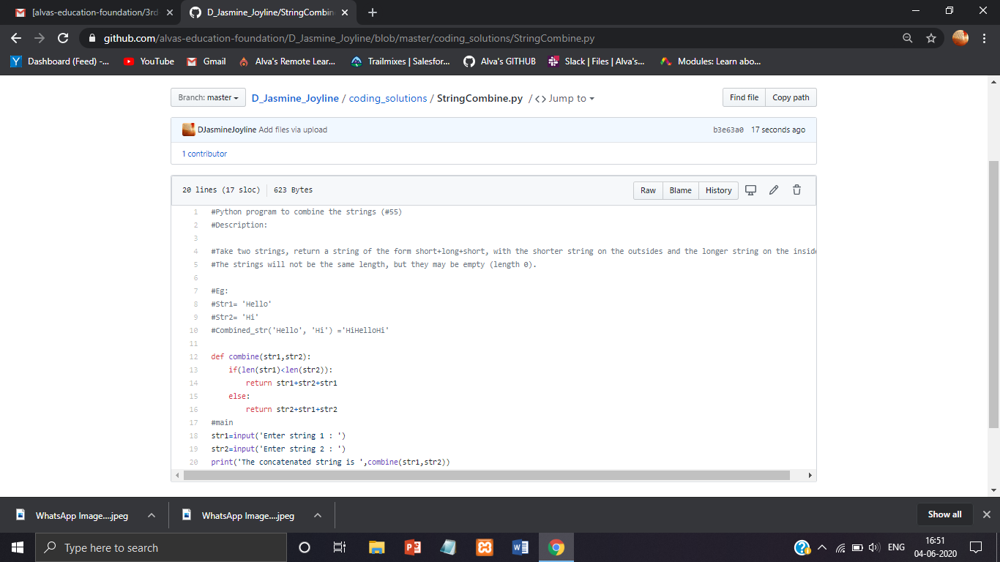 [alvas-education-foundation/3rd
D_Jasmine_Joyline/StringCombin
github.com/alvas-education-foundation/D_Jasmine_Joyline/blob/master/coding_solutions/StringCombine.py
Dashboard (Feed) -... YouTube Gmail Alva's Remote Lear... Trailmixes | Salesfor... Alva's GITHUB Slack | Files | Alva's... Modules: Learn abo...
Branch: master D_Jasmine_Joyline / coding_solutions / StringCombine.py / <> Jump to Find file Copy path
DJasmineJoyline Add files via upload b3e63a0 17 seconds ago
1 contributor
20 lines (17 sloc) 623 Bytes Raw Blame History
1 #Python program to combine the strings (#55)
2 #Description:
3
4 #Take two strings, return a string of the form short+long+short, with the shorter string on the outsides and the longer string on the inside
5 #The strings will not be the same length, but they may be empty (length 0).
6
7 #Eg:
8 #Str1= 'Hello'
9 #Str2= 'Hi'
10 #Combined_str('Hello', 'Hi') ='HiHelloHi'
11
12 def combine(str1,str2):
13     if(len(str1)<len(str2)):
14         return str1+str2+str1
15     else:
16         return str2+str1+str2
17 #main
18 str1=input('Enter string 1 : ')
19 str2=input('Enter string 2 : ')
20 print('The concatenated string is ',combine(str1,str2))
WhatsApp Image....jpeg WhatsApp Image....jpeg Show all
Type here to search ENG 16:51
04-06-2020